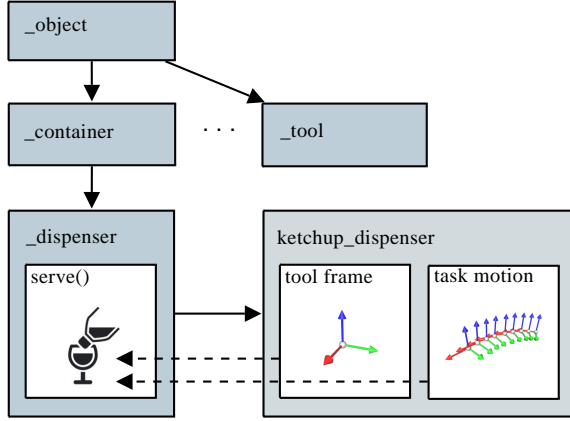 _object
_container
. . .
_tool
_dispenser
ketchup_dispenser
serve()
tool frame
task motion